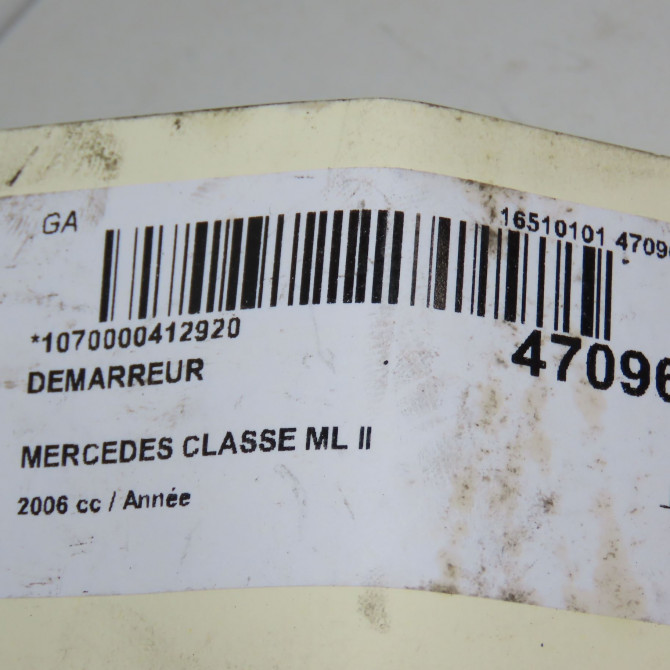 GA
16510101 4709
*1070000412920
DEMARREUR
47096
MERCEDES CLASSE ML II
2006 cc / Année